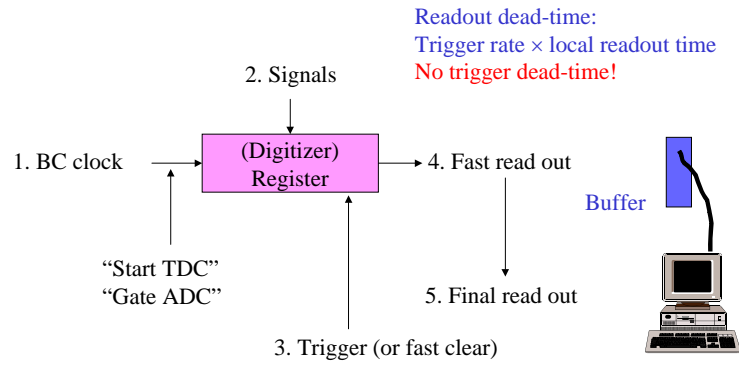 Readout dead-time:
Trigger rate × local readout time
No trigger dead-time!
2. Signals
1. BC clock
(Digitizer)
Register
4. Fast read out
Buffer
“Start TDC”
“Gate ADC”
5. Final read out
3. Trigger (or fast clear)